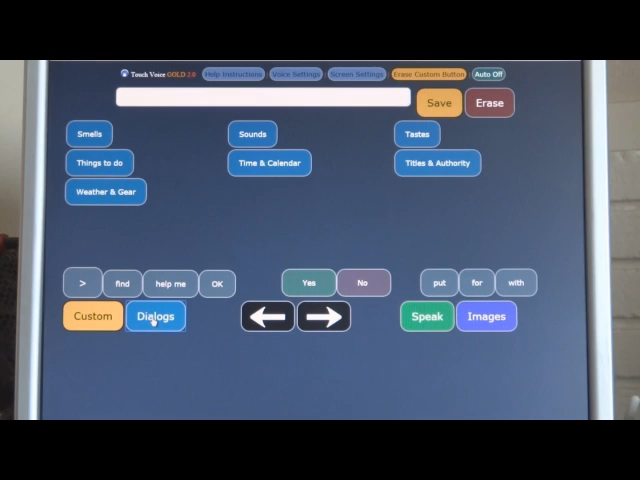 Touch Voice GOLD 2.0 Help Instructions Voice Settings Screen Settings Erase Custom Button Auto Off
Save Erase
Smells Sounds Tastes
Things to do Time & Calendar Titles & Authority
Weather & Gear
> find help me OK Yes No put for with
Custom Dialogs Speak Images